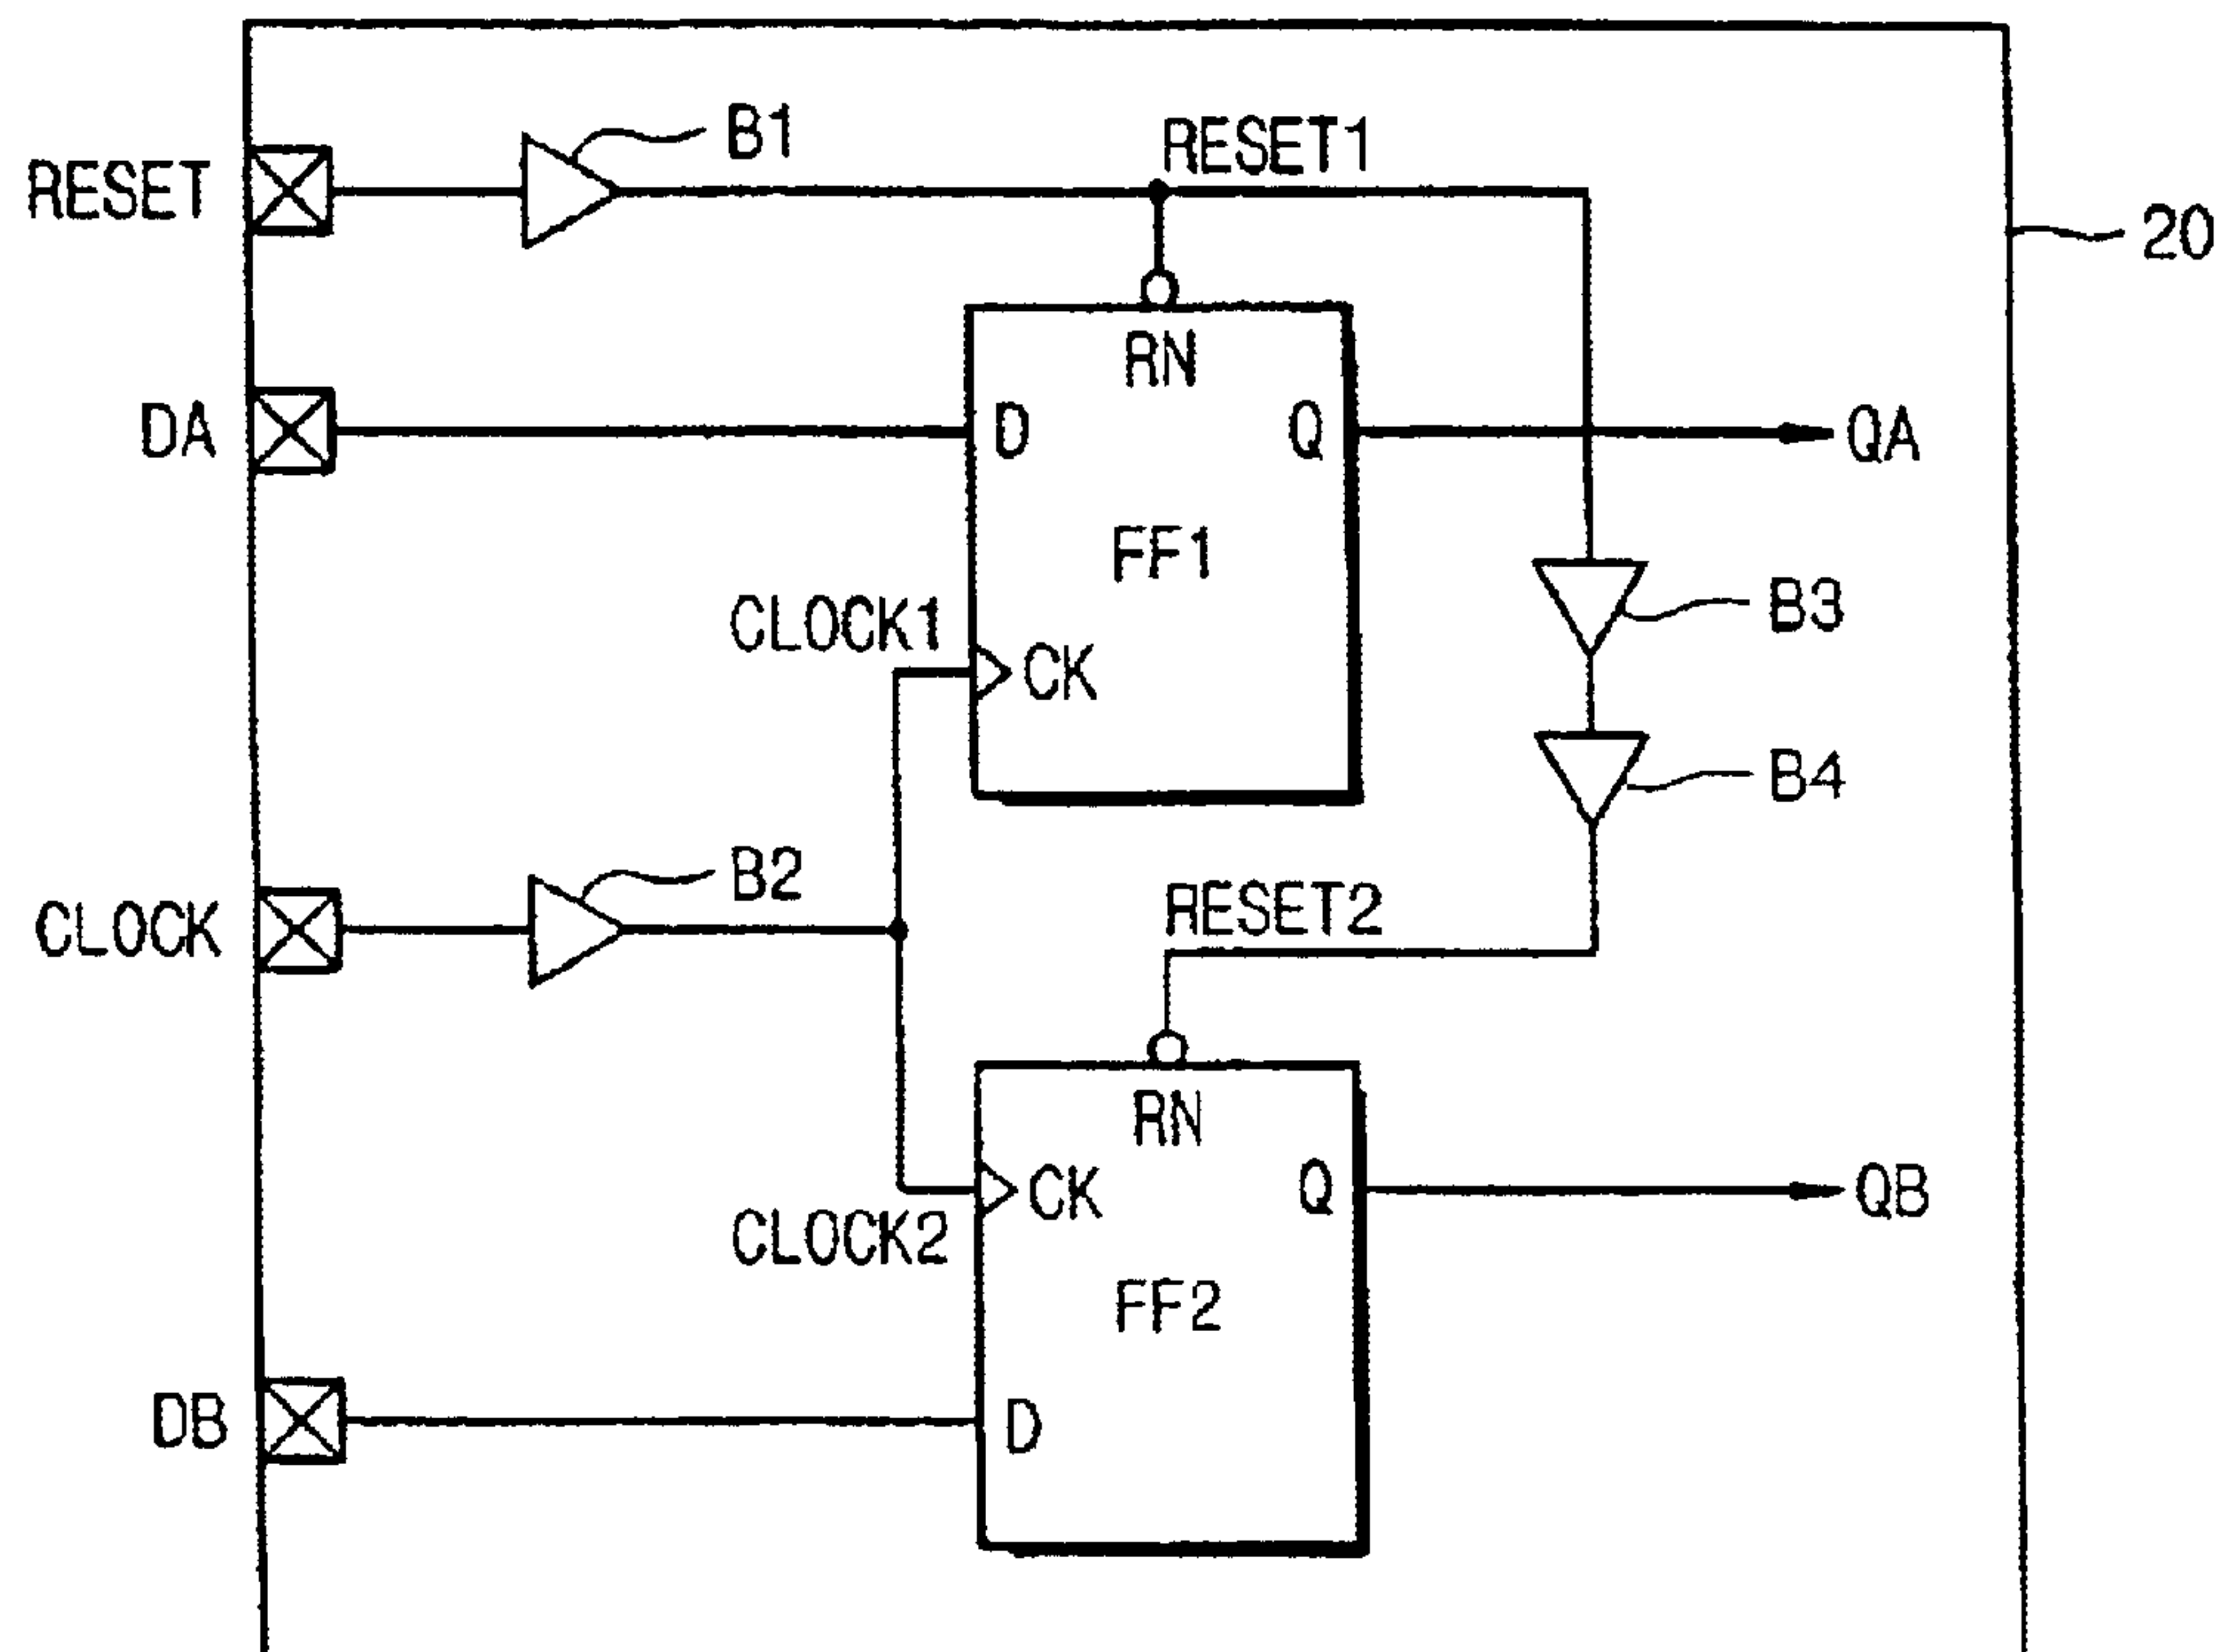 B1
RESET1
RESET
20
RN
DA
D
Q
QA
FF1
B3
CLOCK1
CK
B4
B2
RESET2
CLOCK
RN
CK
Q
QB
CLOCK2
FF2
DB
D